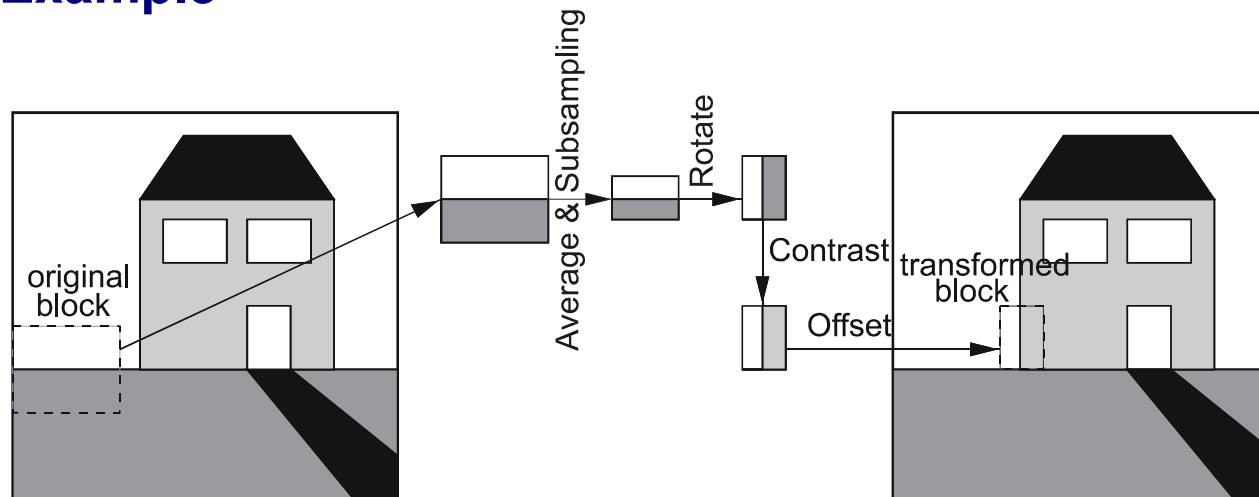 Example
original
block
Average & Subsampling
Rotate
Contrast
Offset
transformed
block